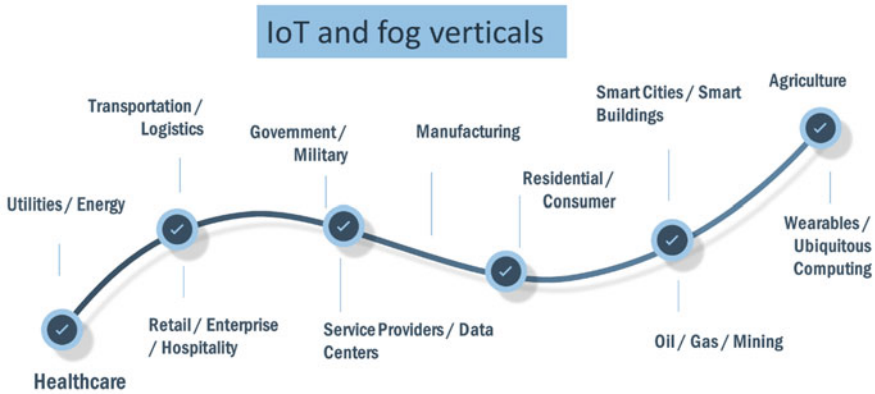 IoT and fog verticals
Agriculture
Smart Cities / Smart
Buildings
Transportation /
Logistics
Government /
Military
Manufacturing
Residential /
Consumer
Utilities / Energy
Wearables /
Ubiquitous
Computing
Retail / Enterprise
/ Hospitality
Service Providers / Data
Centers
Oil / Gas / Mining
Healthcare